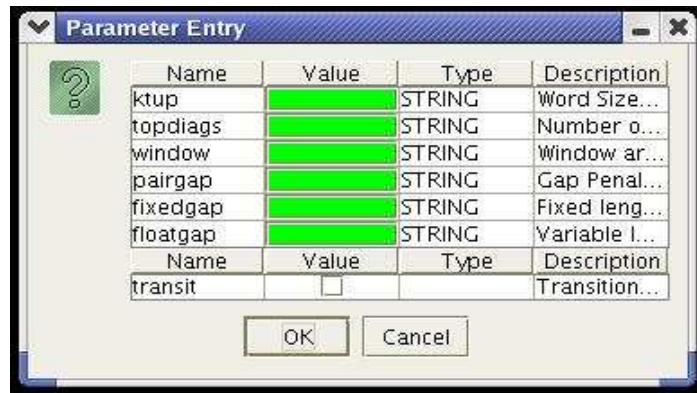 Parameter Entry
Name Value Type Description
ktup STRING Word Size...
topdiags STRING Number o...
window STRING Window ar...
pairgap STRING Gap Penal...
fixedgap STRING Fixed leng...
floatgap STRING Variable l...
Name Value Type Description
transit Transition...
OK Cancel